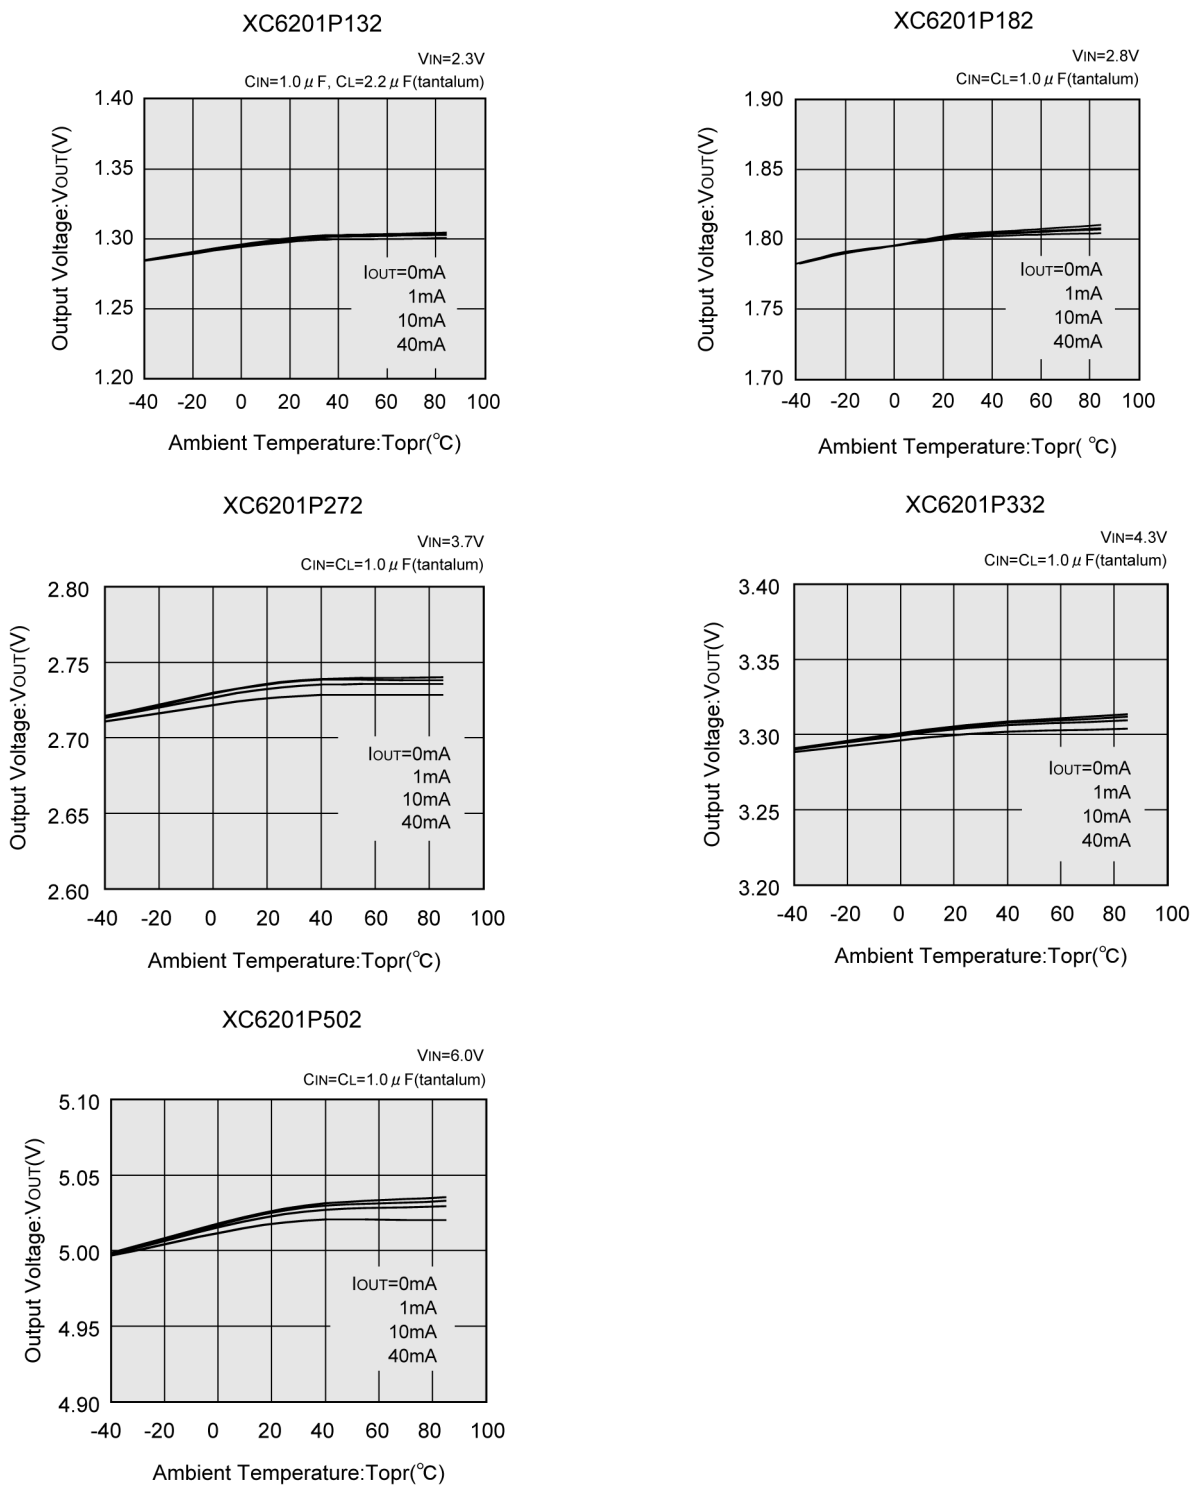 XC6201P132
VIN=2.3V
CIN=1.0 μ F, CL=2.2 μ F(tantalum)
Output Voltage:VOUT(V)
1.40
1.35
1.30
1.25
1.20
IOUT=0mA
1mA
10mA
40mA
-40 -20 0 20 40 60 80 100
Ambient Temperature:Topr(℃)
XC6201P182
VIN=2.8V
CIN=CL=1.0 μ F(tantalum)
Output Voltage:VOUT(V)
1.90
1.85
1.80
1.75
1.70
IOUT=0mA
1mA
10mA
40mA
-40 -20 0 20 40 60 80 100
Ambient Temperature:Topr( ℃)
XC6201P272
VIN=3.7V
CIN=CL=1.0 μ F(tantalum)
Output Voltage:VOUT(V)
2.80
2.75
2.70
2.65
2.60
IOUT=0mA
1mA
10mA
40mA
-40 -20 0 20 40 60 80 100
Ambient Temperature:Topr(℃)
XC6201P332
VIN=4.3V
CIN=CL=1.0 μ F(tantalum)
Output Voltage:VOUT(V)
3.40
3.35
3.30
3.25
3.20
IOUT=0mA
1mA
10mA
40mA
-40 -20 0 20 40 60 80 100
Ambient Temperature:Topr(℃)
XC6201P502
VIN=6.0V
CIN=CL=1.0 μ F(tantalum)
Output Voltage:VOUT(V)
5.10
5.05
5.00
4.95
4.90
IOUT=0mA
1mA
10mA
40mA
-40 -20 0 20 40 60 80 100
Ambient Temperature:Topr(℃)